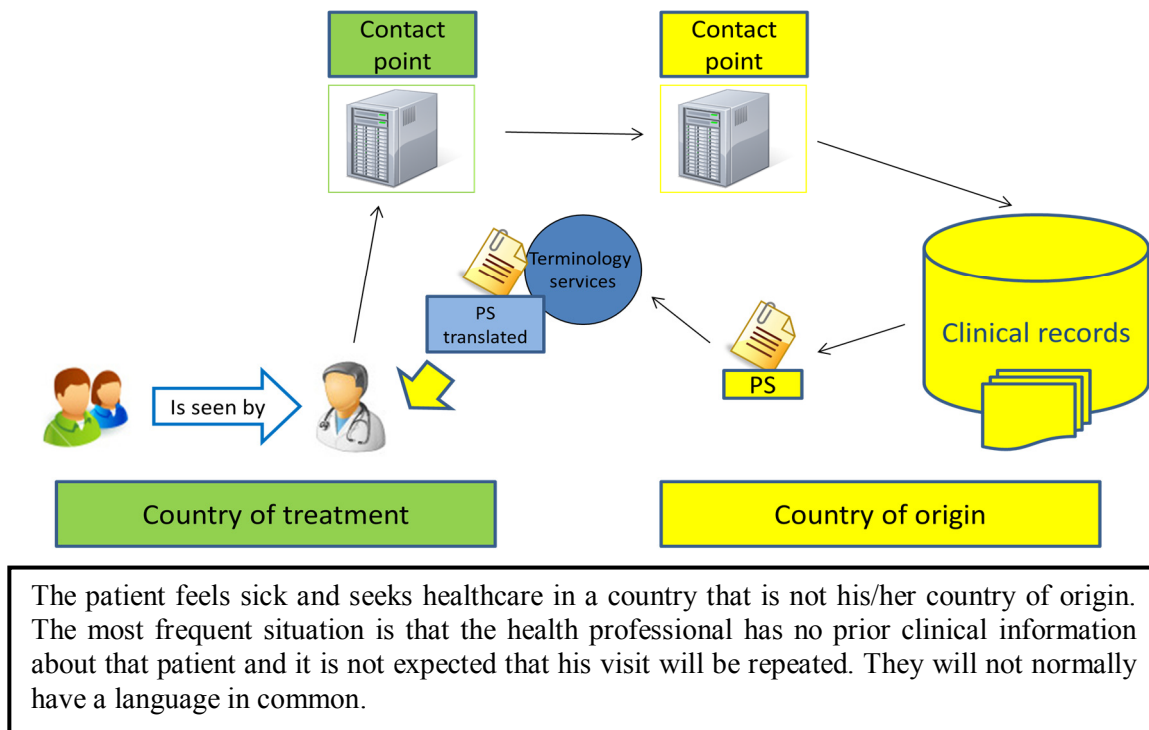 Contact
point
Contact
point
Terminology
services
PS
translated
PS
Clinical records
Is seen by
Country of treatment
Country of origin
The patient feels sick and seeks healthcare in a country that is not his/her country of origin.
The most frequent situation is that the health professional has no prior clinical information
about that patient and it is not expected that his visit will be repeated. They will not normally
have a language in common.